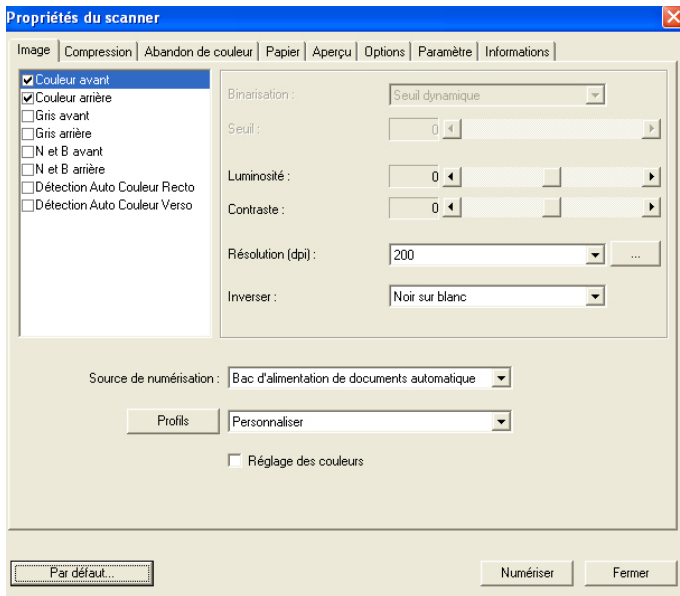 Propriétés du scanner
Image Compression Abandon de couleur Papier Aperçu Options Paramètre Informations
Couleur avant
Couleur arrière
Gris avant
Gris arrière
N et B avant
N et B arrière
Détection Auto Couleur Recto
Détection Auto Couleur Verso
Binarisation : Seuil dynamique
Seuil : 0
Luminosité : 0
Contraste : 0
Résolution (dpi) : 200 ...
Inverser : Noir sur blanc
Source de numérisation : Bac d'alimentation de documents automatique
Profils Personnaliser
Réglage des couleurs
Par défaut... Numériser Fermer